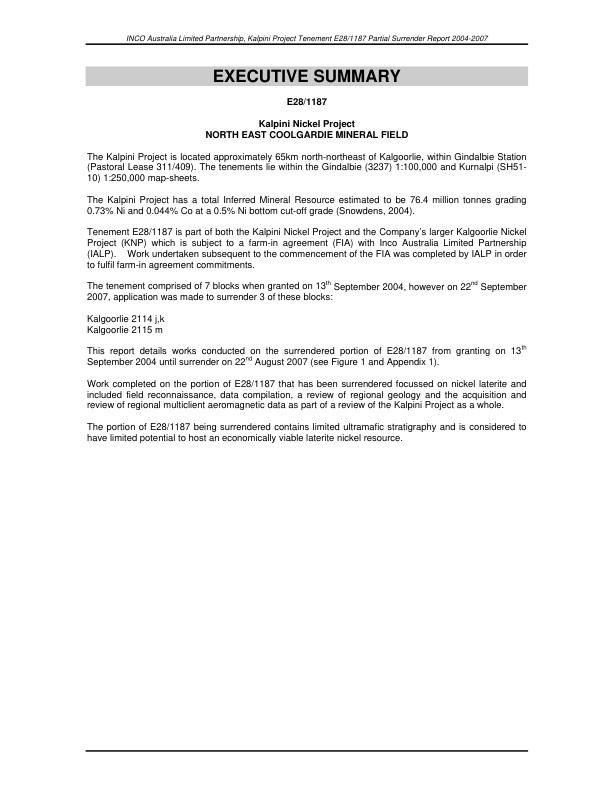 INCO Australia Limited Partnership, Kalpini Project Tenement E28/1187 Partial Surrender Report 2004-2007
EXECUTIVE SUMMARY
E28/1187
Kalpini Nickel Project
NORTH EAST COOLGARDIE MINERAL FIELD
The Kalpini Project is located approximately 65km north-northeast of Kalgoorlie, within Gindalbie Station
(Pastoral Lease 311/409). The tenements lie within the Gindalbie (3237) 1:100,000 and Kurnalpi (SH51-
10) 1:250,000 map-sheets.
The Kalpini Project has a total Inferred Mineral Resource estimated to be 76.4 million tonnes grading
0.73% Ni and 0.044% Co at a 0.5% Ni bottom cut-off grade (Snowdens, 2004).
Tenement E28/1187 is part of both the Kalpini Nickel Project and the Company's larger Kalgoorlie Nickel
Project (KNP) which is subject to a farm-in agreement (FIA) with Inco Australia Limited Partnership
(IALP). Work undertaken subsequent to the commencement of the FIA was completed by IALP in order
to fulfil farm-in agreement commitments.
The tenement comprised of 7 blocks when granted on 13th September 2004, however on 22nd September
2007, application was made to surrender 3 of these blocks:
Kalgoorlie 2114 j,k
Kalgoorlie 2115 m
This report details works conducted on the surrendered portion of E28/1187 from granting on 13th
September 2004 until surrender on 22nd August 2007 (see Figure 1 and Appendix 1).
Work completed on the portion of E28/1187 that has been surrendered focussed on nickel laterite and
included field reconnaissance, data compilation, a review of regional geology and the acquisition and
review of regional multiclient aeromagnetic data as part of a review of the Kalpini Project as a whole.
The portion of E28/1187 being surrendered contains limited ultramafic stratigraphy and is considered to
have limited potential to host an economically viable laterite nickel resource.